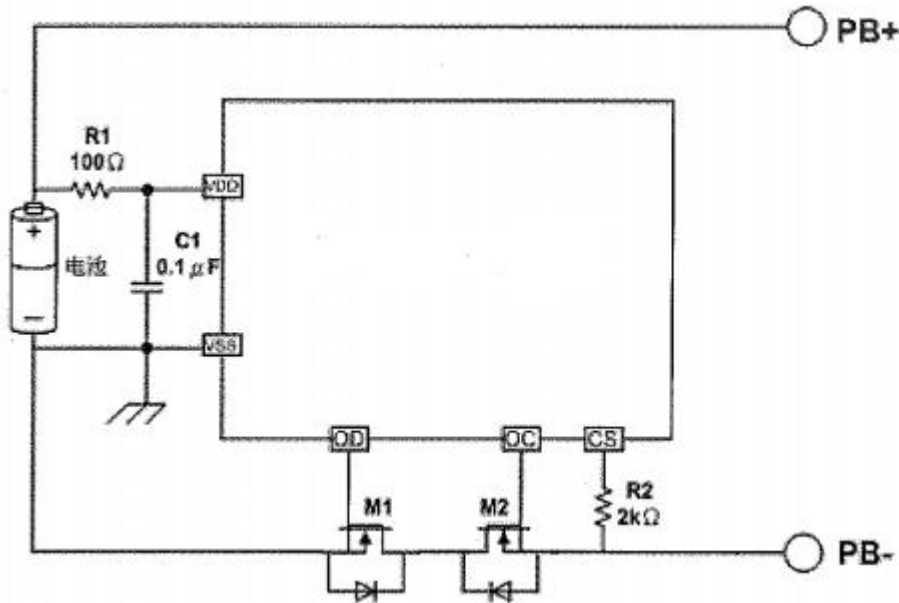 PB+
R1
100Ω
VDD
C1
0.1μF
+
电池
−
VSS
OD
OC
CS
M1
M2
R2
2kΩ
PB-